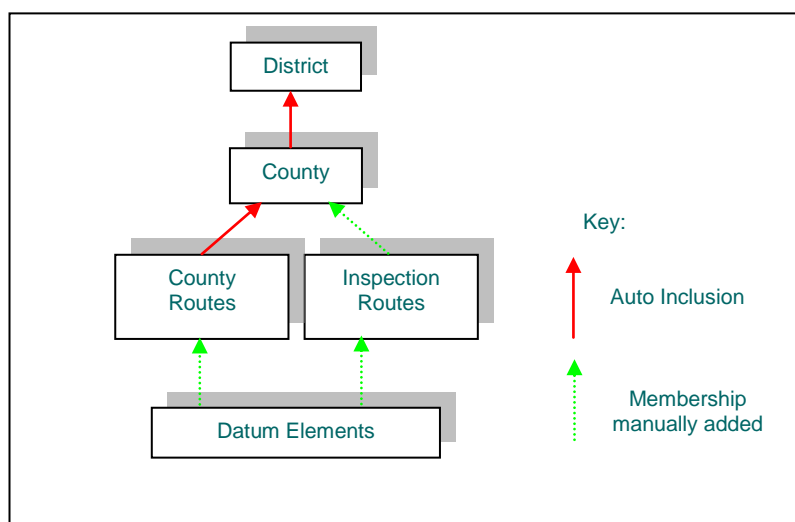 District
County
County
Routes
Inspection
Routes
Datum Elements
Key:
Auto Inclusion
Membership
manually added